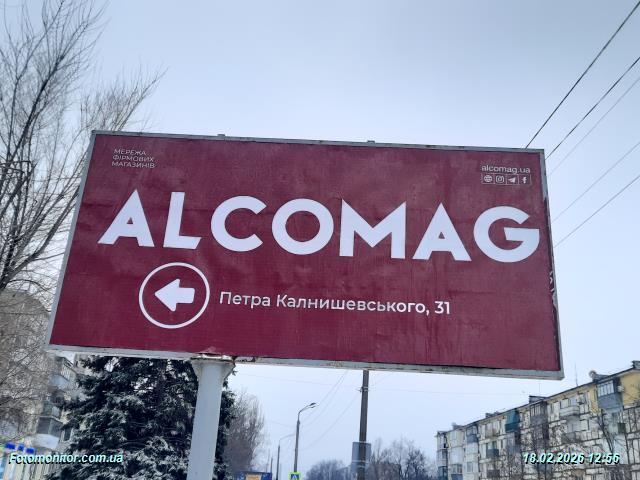 МЕРЕЖА
ФІРМОВИХ
МАГАЗИНІВ
alcomag.ua
ALCOMAG
Петра Калнишевського, 31
Fotomonitor.com.ua
18.02.2026 12:56